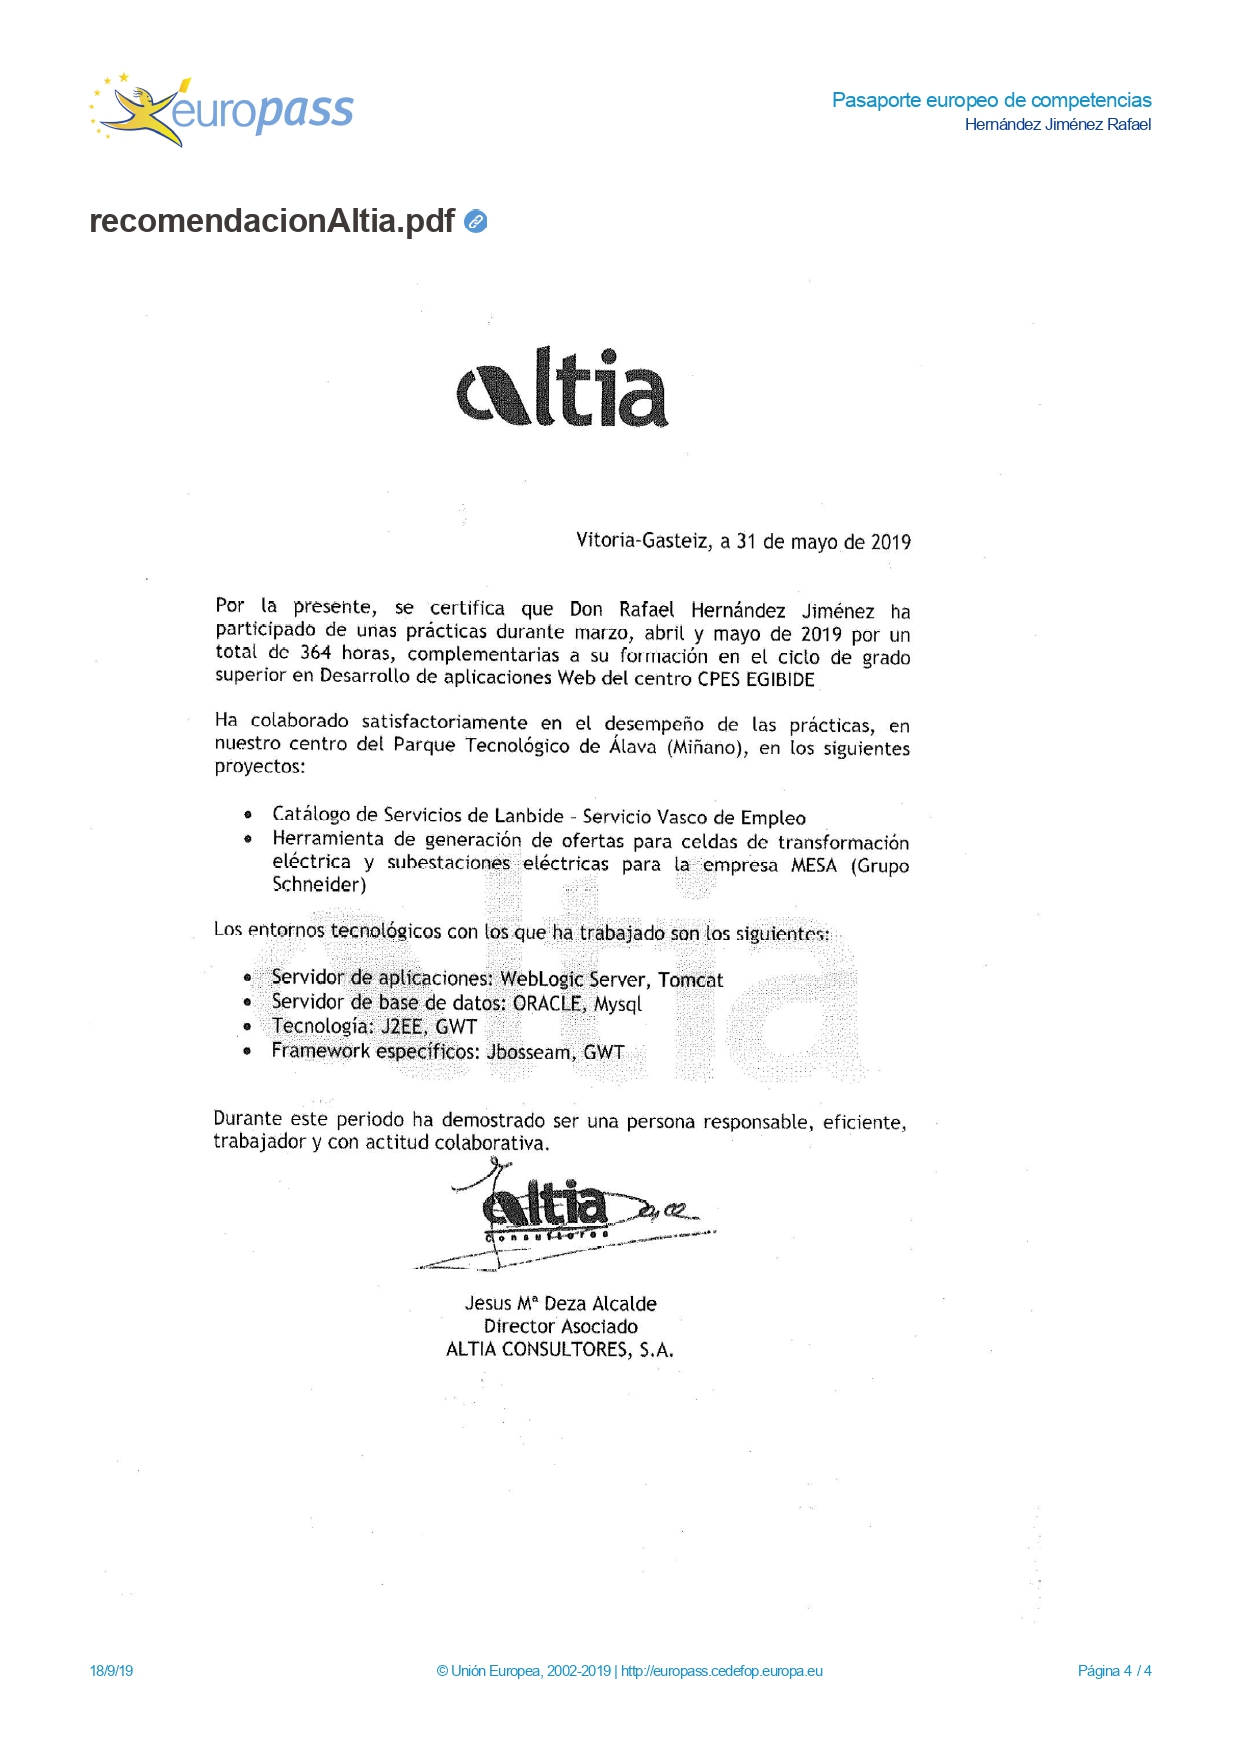 europass
Pasaporte europeo de competencias
Hernández Jiménez Rafael
recomendacionAltia.pdf
altia
Vitoria-Gasteiz, a 31 de mayo de 2019
Por la presente, se certifica que Don Rafael Hernández Jiménez ha
participado de unas prácticas durante marzo, abril y mayo de 2019 por un
total de 364 horas, complementarias a su formación en el ciclo de grado
superior en Desarrollo de aplicaciones Web del centro CPES EGIBIDE
Ha colaborado satisfactoriamente en el desempeño de las prácticas, en
nuestro centro del Parque Tecnológico de Álava (Miñano), en los siguientes
proyectos:
• Catálogo de Servicios de Lanbide - Servicio Vasco de Empleo
• Herramienta de generación de ofertas para celdas de transformación
eléctrica y subestaciones eléctricas para la empresa MESA (Grupo
Schneider)
Los entornos tecnológicos con los que ha trabajado son los siguientes:
• Servidor de aplicaciones: WebLogic Server, Tomcat
• Servidor de base de datos: ORACLE, Mysql
• Tecnología: J2EE, GWT
• Framework específicos: Jbosseam, GWT
altia
Durante este periodo ha demostrado ser una persona responsable, eficiente,
trabajador y con actitud colaborativa.
altia
consultores
Jesus Mª Deza Alcalde
Director Asociado
ALTIA CONSULTORES, S.A.
18/9/19
© Unión Europea, 2002-2019 | http://europass.cedefop.europa.eu
Página 4 / 4